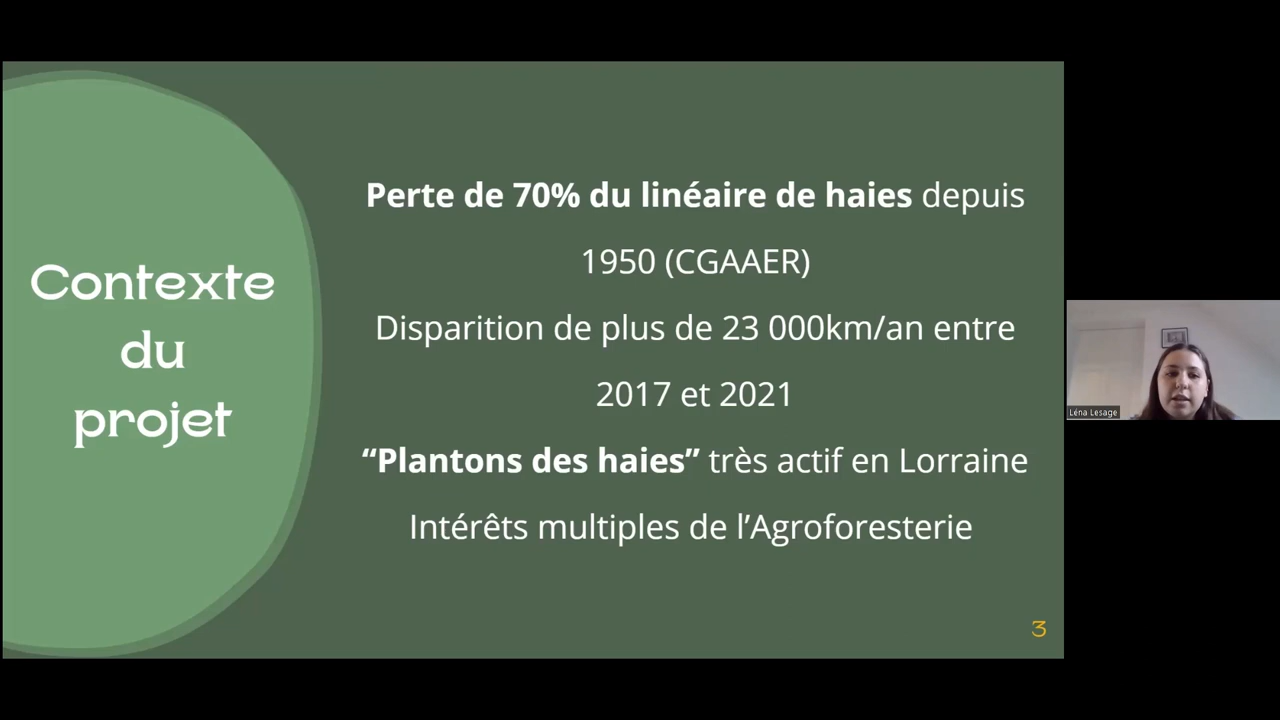 Contexte
du
projet
Perte de 70% du linéaire de haies depuis
1950 (CGAAER)
Disparition de plus de 23 000km/an entre
2017 et 2021
“Plantons des haies” très actif en Lorraine
Intérêts multiples de l’Agroforesterie
3
Léna Lesage